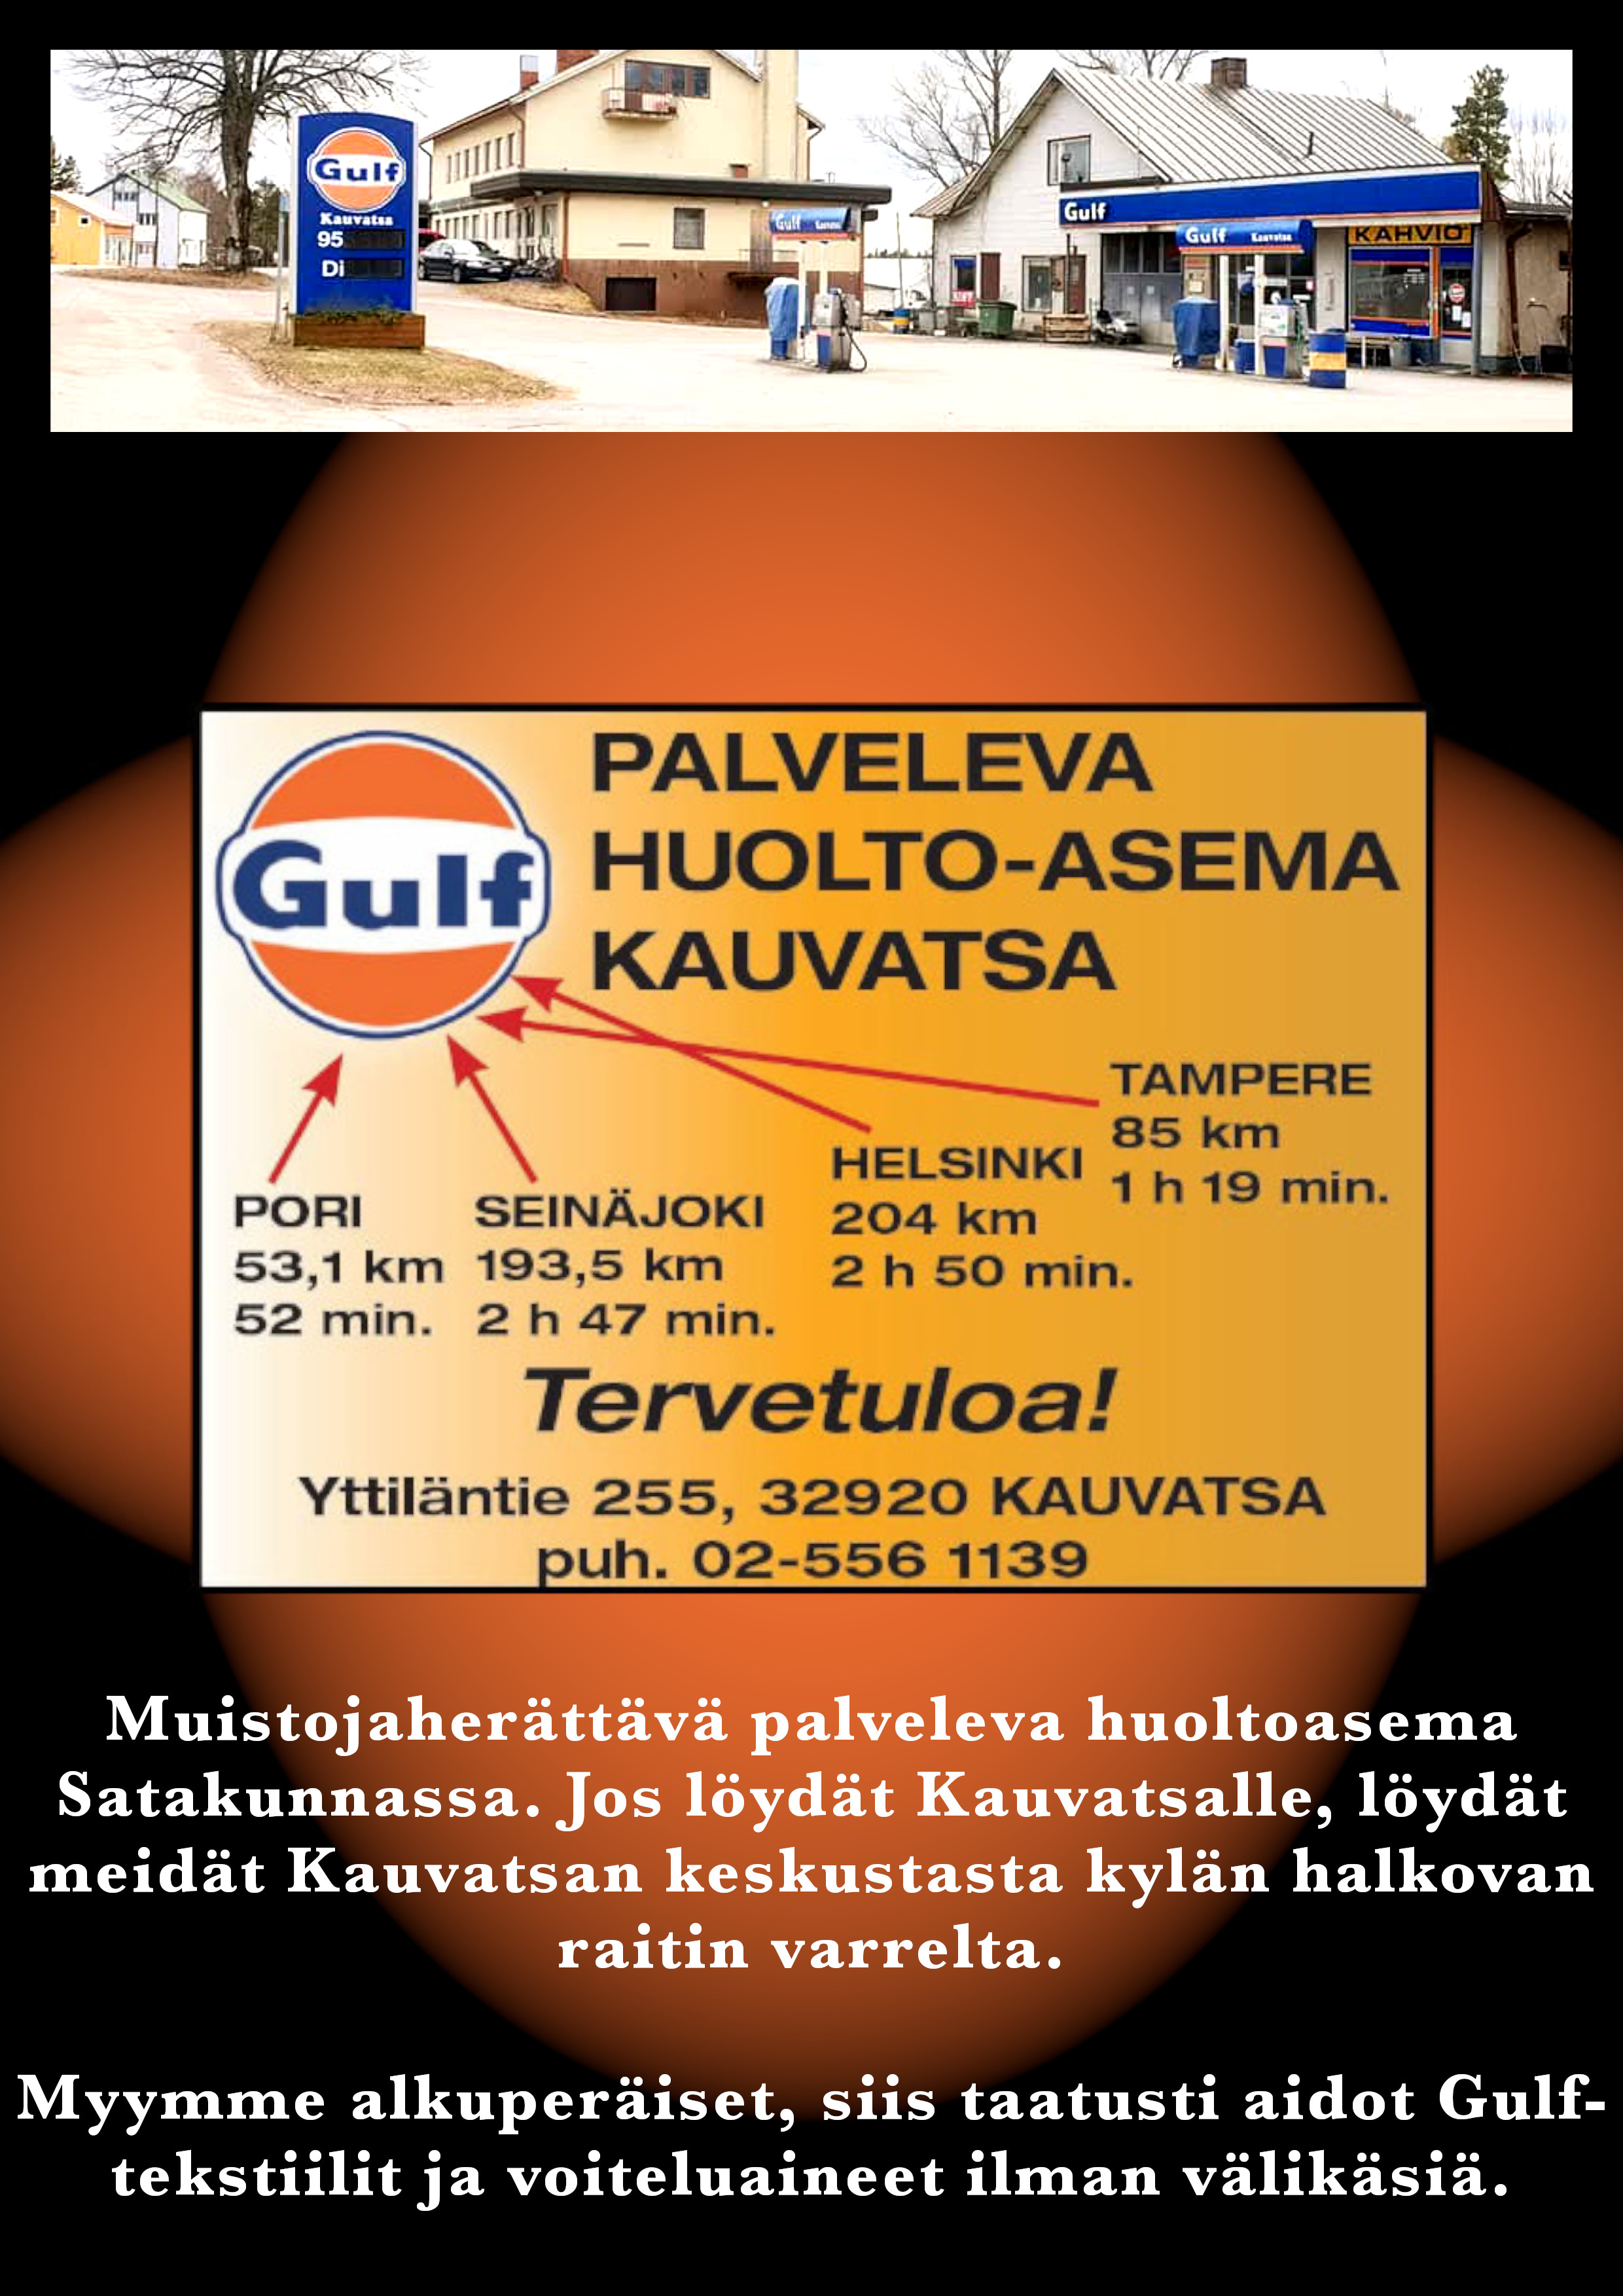 Gulf
Kauvatsa
95
Di
Gulf Kauvatsa
Gulf
Gulf Kauvatsa
KAHVIO
Gulf
PALVELEVA
HUOLTO-ASEMA
KAUVATSA
TAMPERE
85 km
1 h 19 min.
HELSINKI
204 km
2 h 50 min.
PORI
53,1 km
52 min.
SEINÄJOKI
193,5 km
2 h 47 min.
Tervetuloa!
Yttiläntie 255, 32920 KAUVATSA
puh. 02-556 1139
Muistojaherättävä palveleva huoltoasema
Satakunnassa. Jos löydät Kauvatsalle, löydät
meidät Kauvatsan keskustasta kylän halkovan
raitin varrelta.
Myymme alkuperäiset, siis taatusti aidot Gulf-
tekstiilit ja voiteluaineet ilman välikäsiä.